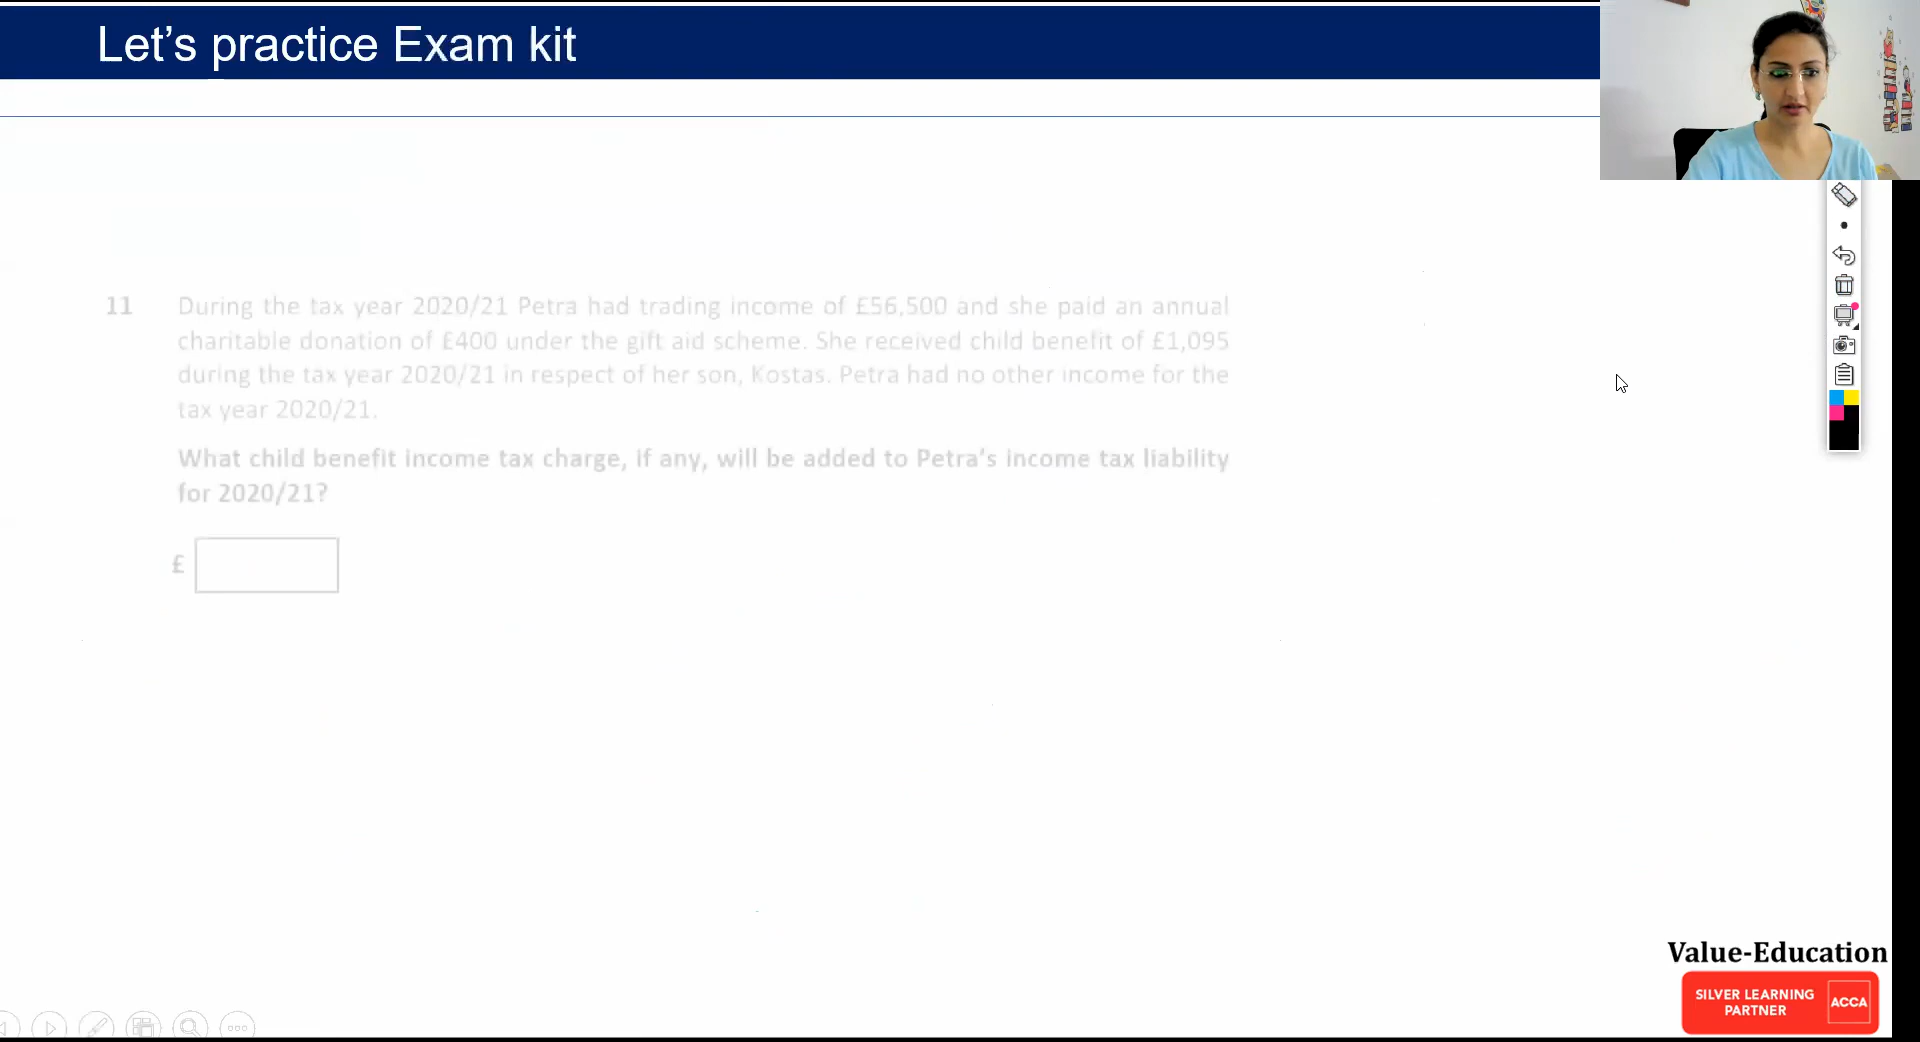 Let's practice Exam kit
11 During the tax year 2020/21 Petra had trading income of £56,500 and she paid an annual
charitable donation of £400 under the gift aid scheme. She received child benefit of £1,095
during the tax year 2020/21 in respect of her son, Kostas. Petra had no other income for the
tax year 2020/21.
What child benefit income tax charge, if any, will be added to Petra's income tax liability
for 2020/21?
£
Value-Education
SILVER LEARNING
PARTNER
ACCA